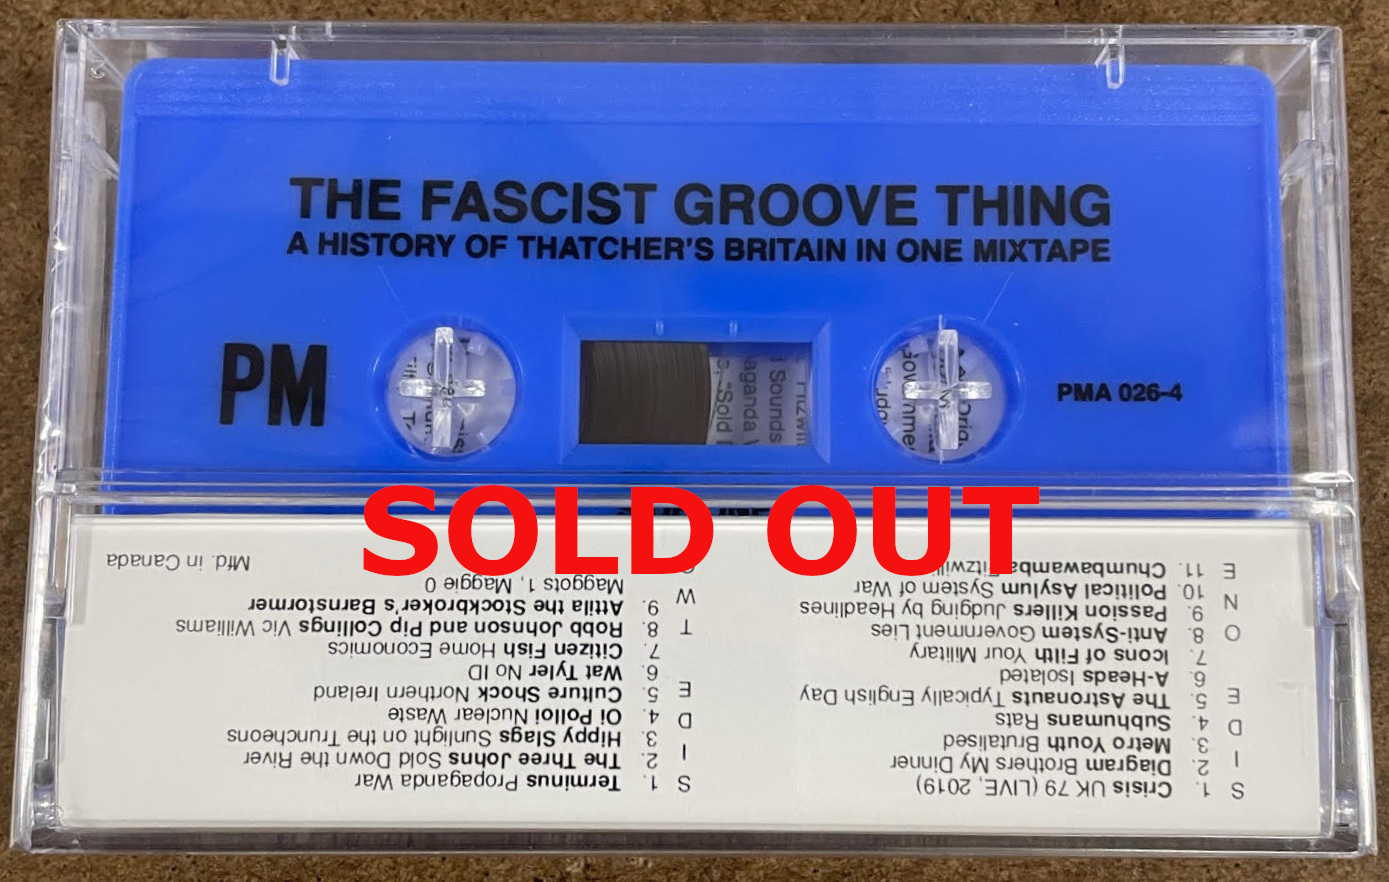 THE FASCIST GROOVE THING
A HISTORY OF THATCHER'S BRITAIN IN ONE MIXTAPE
PM
PMA 026-4
SOLD OUT
SIDE ONE
1. Crisis UK 79 (LIVE, 2019)
2. Diagram Brothers My Dinner
3. Metro Youth Brutalised
4. Subhumans Rats
5. The Astronauts Typically English Day
6. A-Heads Isolated
7. Icons of Filth Your Military
8. Anti-System Government Lies
9. Passion Killers Judging by Headlines
10. Political Asylum System of War
11. Chumbawamba
SIDE TWO
1. Terminus Propaganda War
2. The Three Johns Sold Down the River
3. Hippy Slags Sunlight on the Truncheons
4. Oi Polloi Nuclear Waste
5. Culture Shock Northern Ireland
6. Wat Tyler No ID
7. Citizen Fish Home Economics
8. Robb Johnson and Pip Collings Vic Williams
9. Attila the Stockbroker's Barnstormer
Maggots 1, Maggie 0
Mfd. in Canada